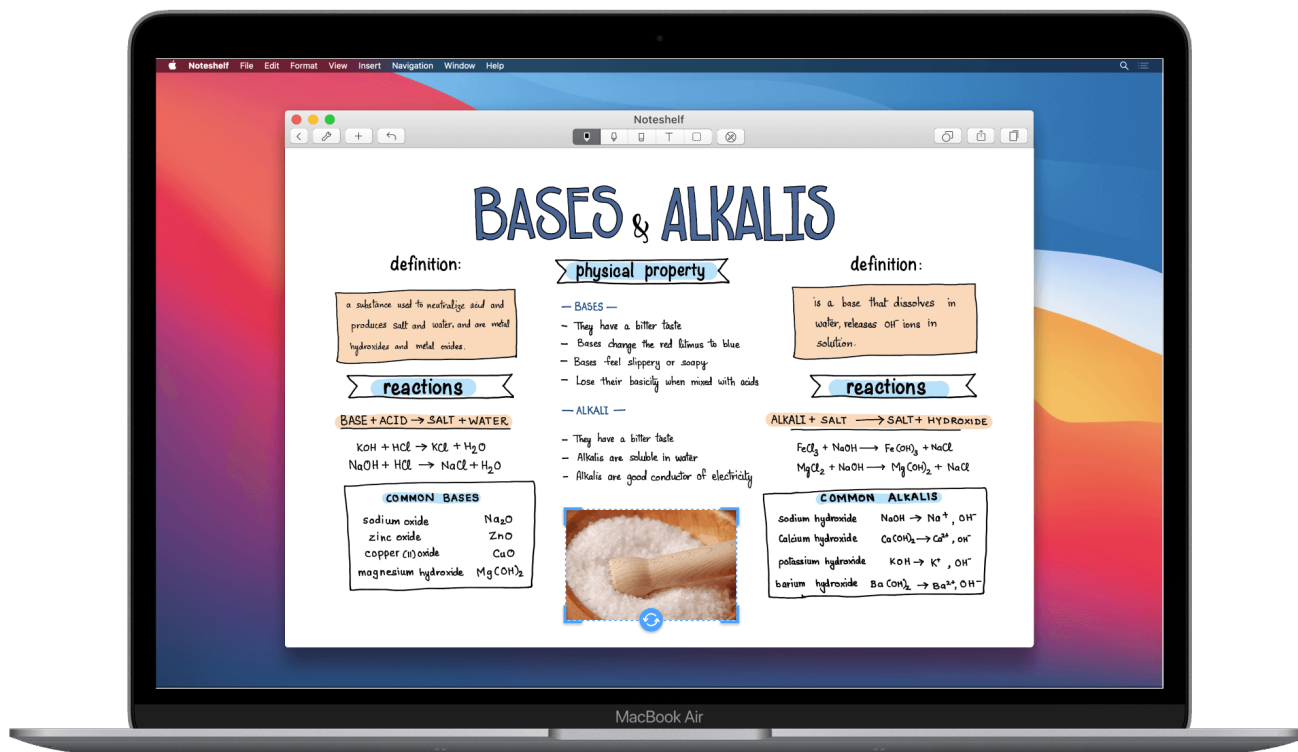 Noteshelf File Edit Format View Insert Navigation Window Help
Noteshelf
T
BASES & ALKALIS
definition:
a substance used to neutralize acid and
produces salt and water, and are metal
hydroxides and metal oxides.
reactions
BASE + ACID → SALT + WATER
KOH + HCl → KCl + H₂O
NaOH + HCl → NaCl + H₂O
COMMON BASES
sodium oxide Na₂O
zinc oxide ZnO
copper (II) oxide CuO
magnesium hydroxide Mg(OH)₂
physical property
— BASES —
– They have a bitter taste
– Bases change the red litmus to blue
– Bases feel slippery or soapy
– Lose their basicity when mixed with acids
— ALKALI —
– They have a bitter taste
– Alkalis are soluble in water
– Alkalis are good conductor of electricity
definition:
is a base that dissolves in
water, releases OH⁻ ions in
solution.
reactions
ALKALI + SALT → SALT + HYDROXIDE
FeCl₃ + NaOH → Fe(OH)₃ + NaCl
MgCl₂ + NaOH → Mg(OH)₂ + NaCl
COMMON ALKALIS
sodium hydroxide NaOH → Na⁺, OH⁻
Calcium hydroxide Ca(OH)₂ → Ca²⁺, OH⁻
potassium hydroxide KOH → K⁺, OH⁻
barium hydroxide Ba(OH)₂ → Ba²⁺, OH⁻
MacBook Air